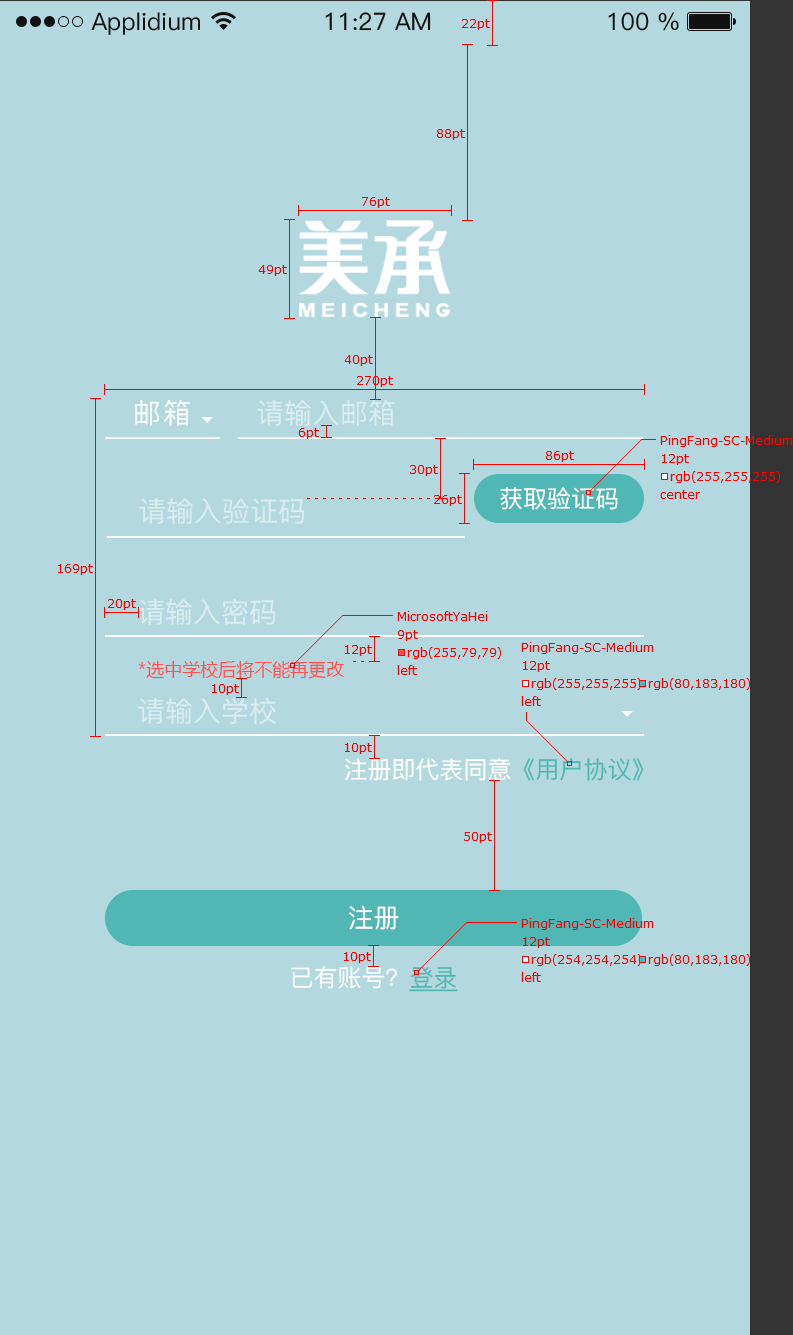 Applidium 11:27 AM 100 %
22pt
88pt
76pt
49pt
美承
MEICHENG
40pt
270pt
邮箱 请输入邮箱
6pt
PingFang-SC-Medium
12pt
rgb(255,255,255)
center
30pt
86pt
26pt
请输入验证码 获取验证码
169pt
20pt
请输入密码
MicrosoftYaHei
9pt
rgb(255,79,79)
left
12pt
PingFang-SC-Medium
12pt
rgb(255,255,255) rgb(80,183,180)
left
*选中学校后将不能再更改
10pt
请输入学校
10pt
注册即代表同意《用户协议》
50pt
注册
PingFang-SC-Medium
12pt
rgb(254,254,254) rgb(80,183,180)
left
10pt
已有账号？登录